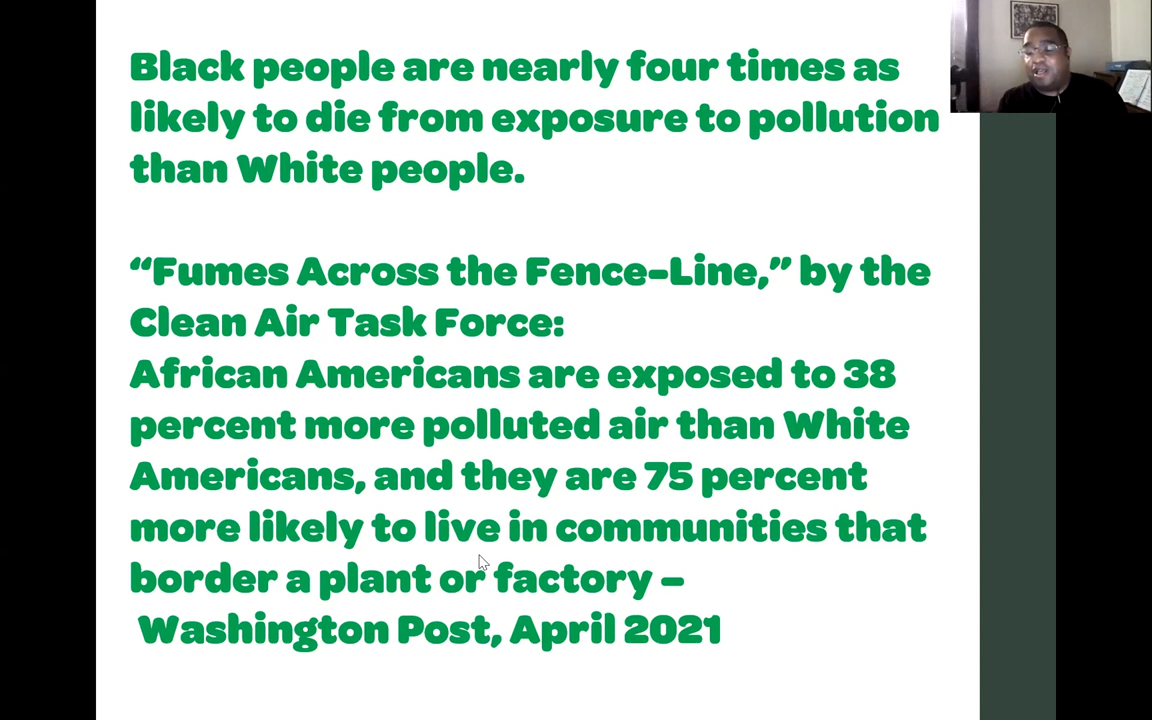 Black people are nearly four times as
likely to die from exposure to pollution
than White people.
“Fumes Across the Fence-Line,” by the
Clean Air Task Force:
African Americans are exposed to 38
percent more polluted air than White
Americans, and they are 75 percent
more likely to live in communities that
border a plant or factory –
Washington Post, April 2021